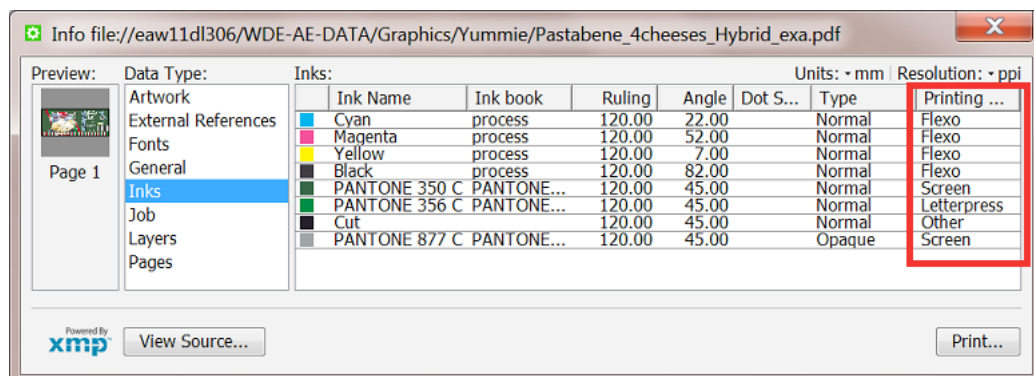 Info file://eaw11dl306/WDE-AE-DATA/Graphics/Yummie/Pastabene_4cheeses_Hybrid_exa.pdf
Preview: Data Type: Inks: Units: mm Resolution: ppi
Page 1
Artwork
External References
Fonts
General
Inks
Job
Layers
Pages
Ink Name Ink book Ruling Angle Dot S... Type Printing ...
Cyan process 120.00 22.00 Normal Flexo
Magenta process 120.00 52.00 Normal Flexo
Yellow process 120.00 7.00 Normal Flexo
Black process 120.00 82.00 Normal Flexo
PANTONE 350 C PANTONE... 120.00 45.00 Normal Screen
PANTONE 356 C PANTONE... 120.00 45.00 Normal Letterpress
Cut 120.00 45.00 Normal Other
PANTONE 877 C PANTONE... 120.00 45.00 Opaque Screen
Powered By
xmp
View Source...
Print...